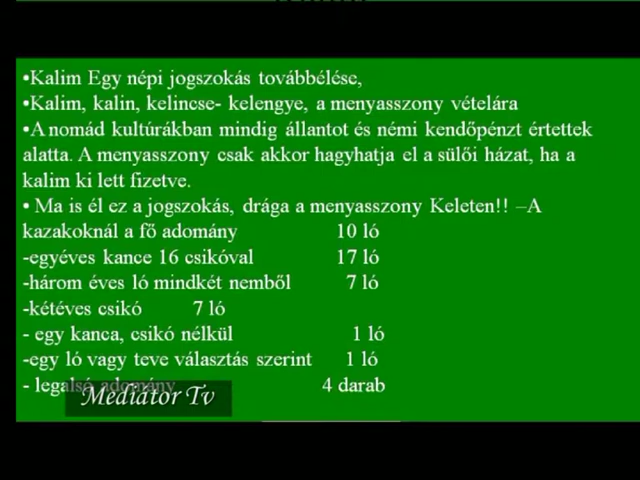 •Kalim Egy népi jogszokás továbbélése,
•Kalim, kalin, kelincse- kelengye, a menyasszony vételára
•A nomád kultúrákban mindig állantot és némi kendőpénzt értettek
alatta. A menyasszony csak akkor hagyhatja el a sülői házat, ha a
kalim ki lett fizetve.
• Ma is él ez a jogszokás, drága a menyasszony Keleten!! –A
kazakoknál a fő adomány 10 ló
-egyéves kance 16 csikóval 17 ló
-három éves ló mindkét nemből 7 ló
-kétéves csikó 7 ló
- egy kanca, csikó nélkül 1 ló
-egy ló vagy teve választás szerint 1 ló
- legalsó adomány 4 darab
Mediátor Tv